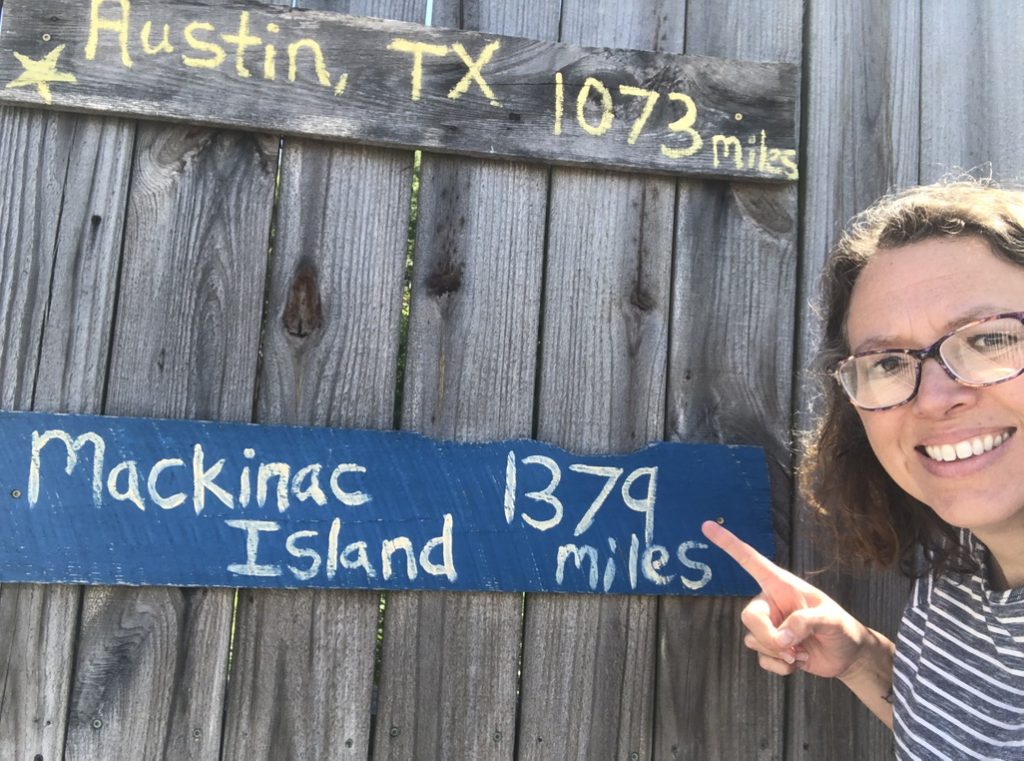 Austin, TX 1073 miles
Mackinac 1379
Island miles